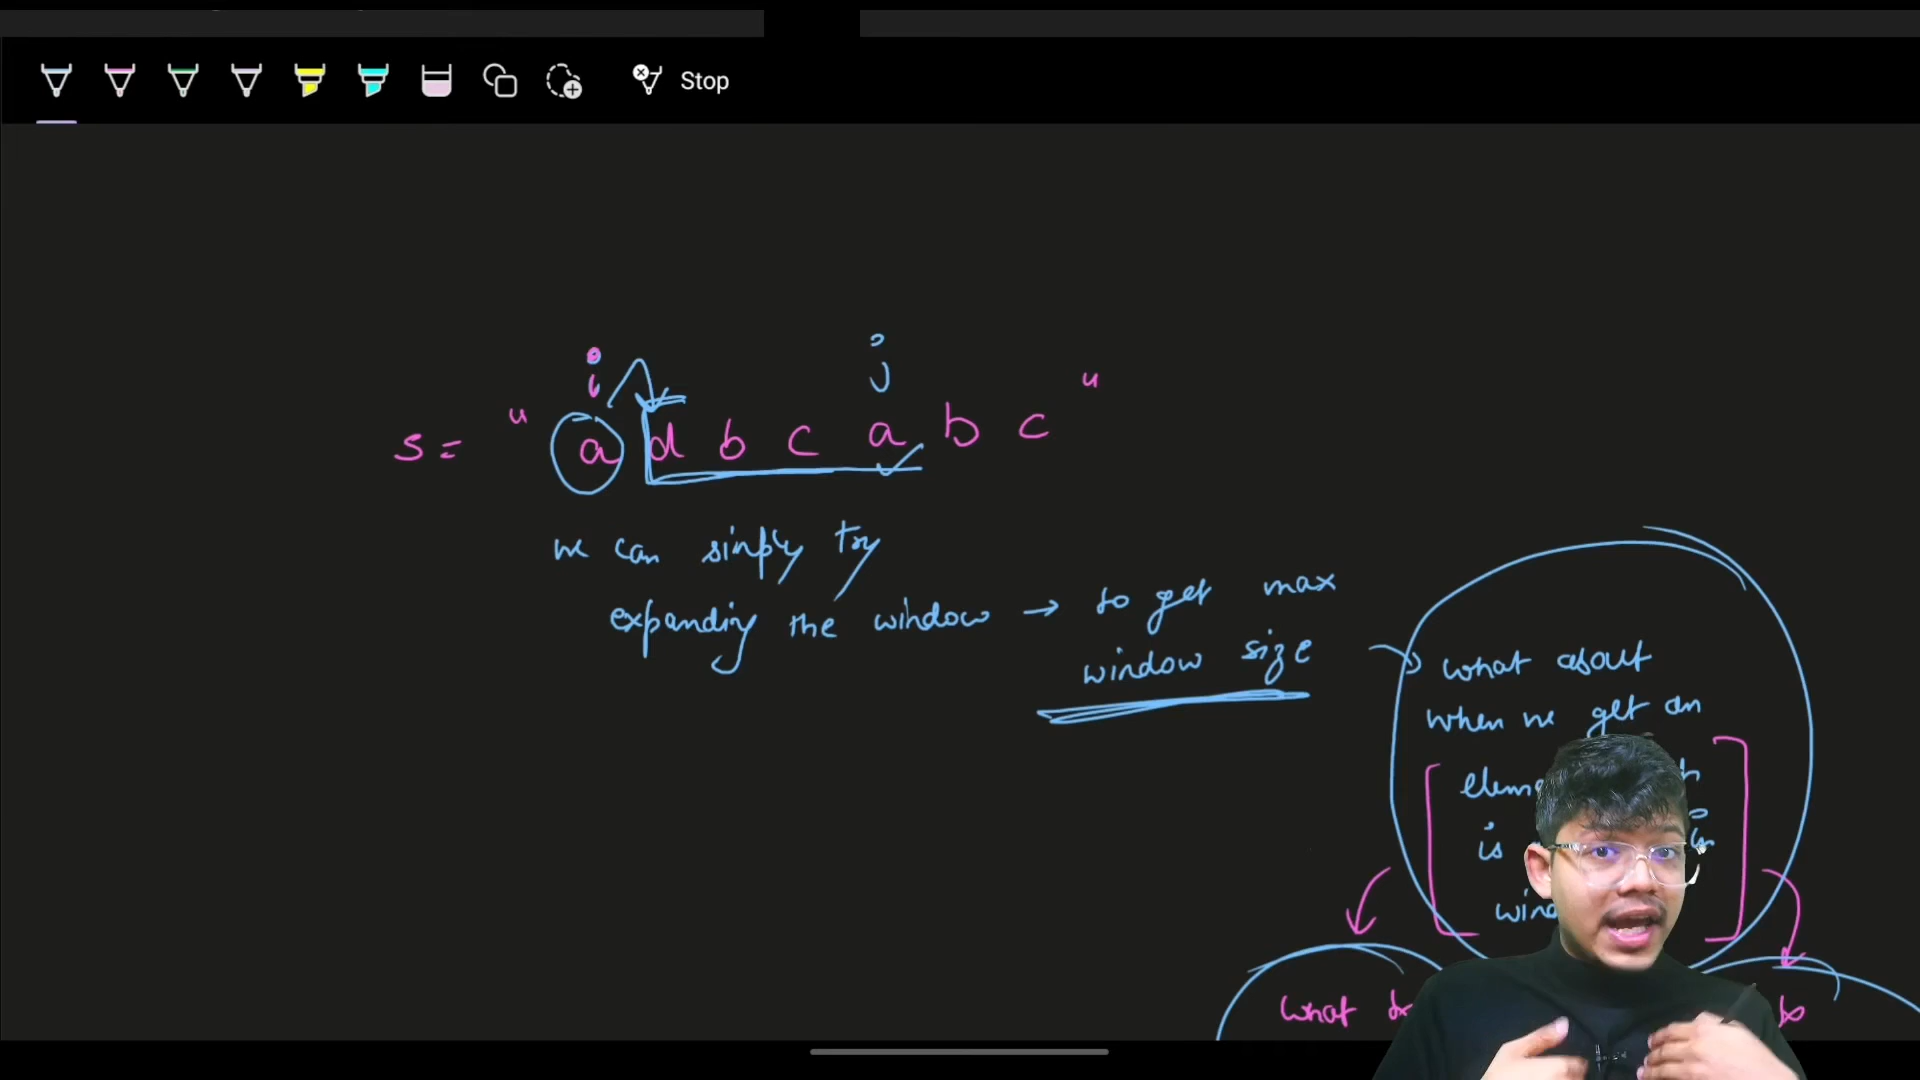 Stop
i
j
s = " a d b c a b c "
we can simply try
expanding the window → to get max
window size
what about
when we get an
is
what